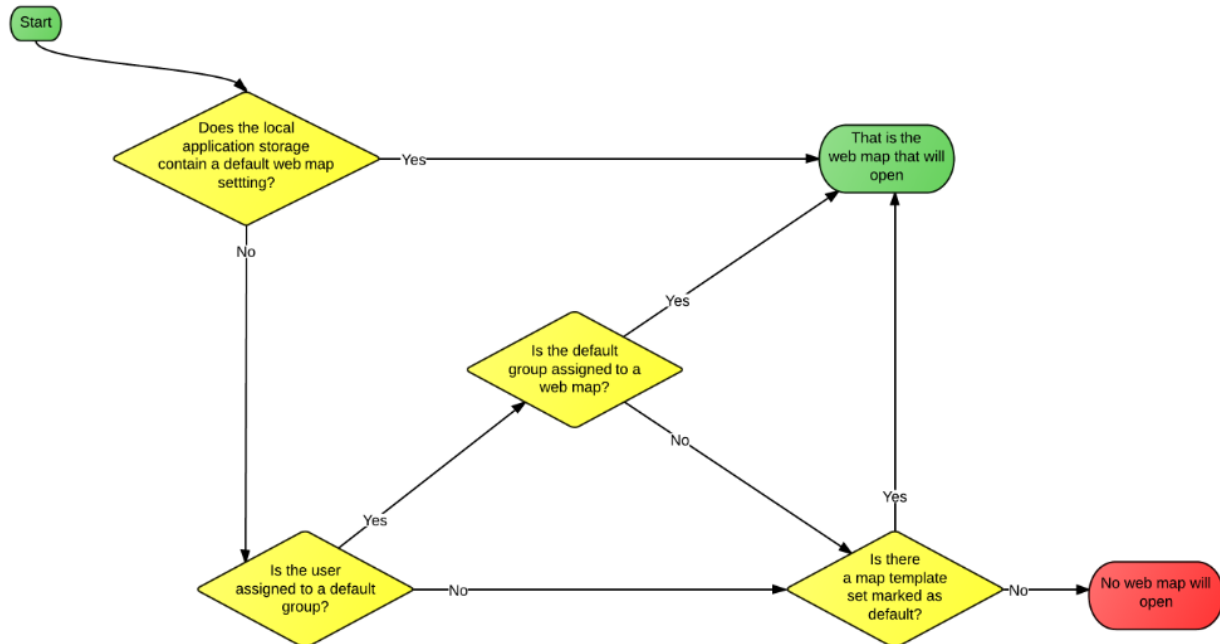 Start
Does the local
application storage
contain a default web map
settting?
Yes
That is the
web map that will
open
No
Yes
Is the default
group assigned to a
web map?
No
Yes
Yes
Is the user
assigned to a default
group?
No
Is there
a map template
set marked as
default?
No
No web map will
open